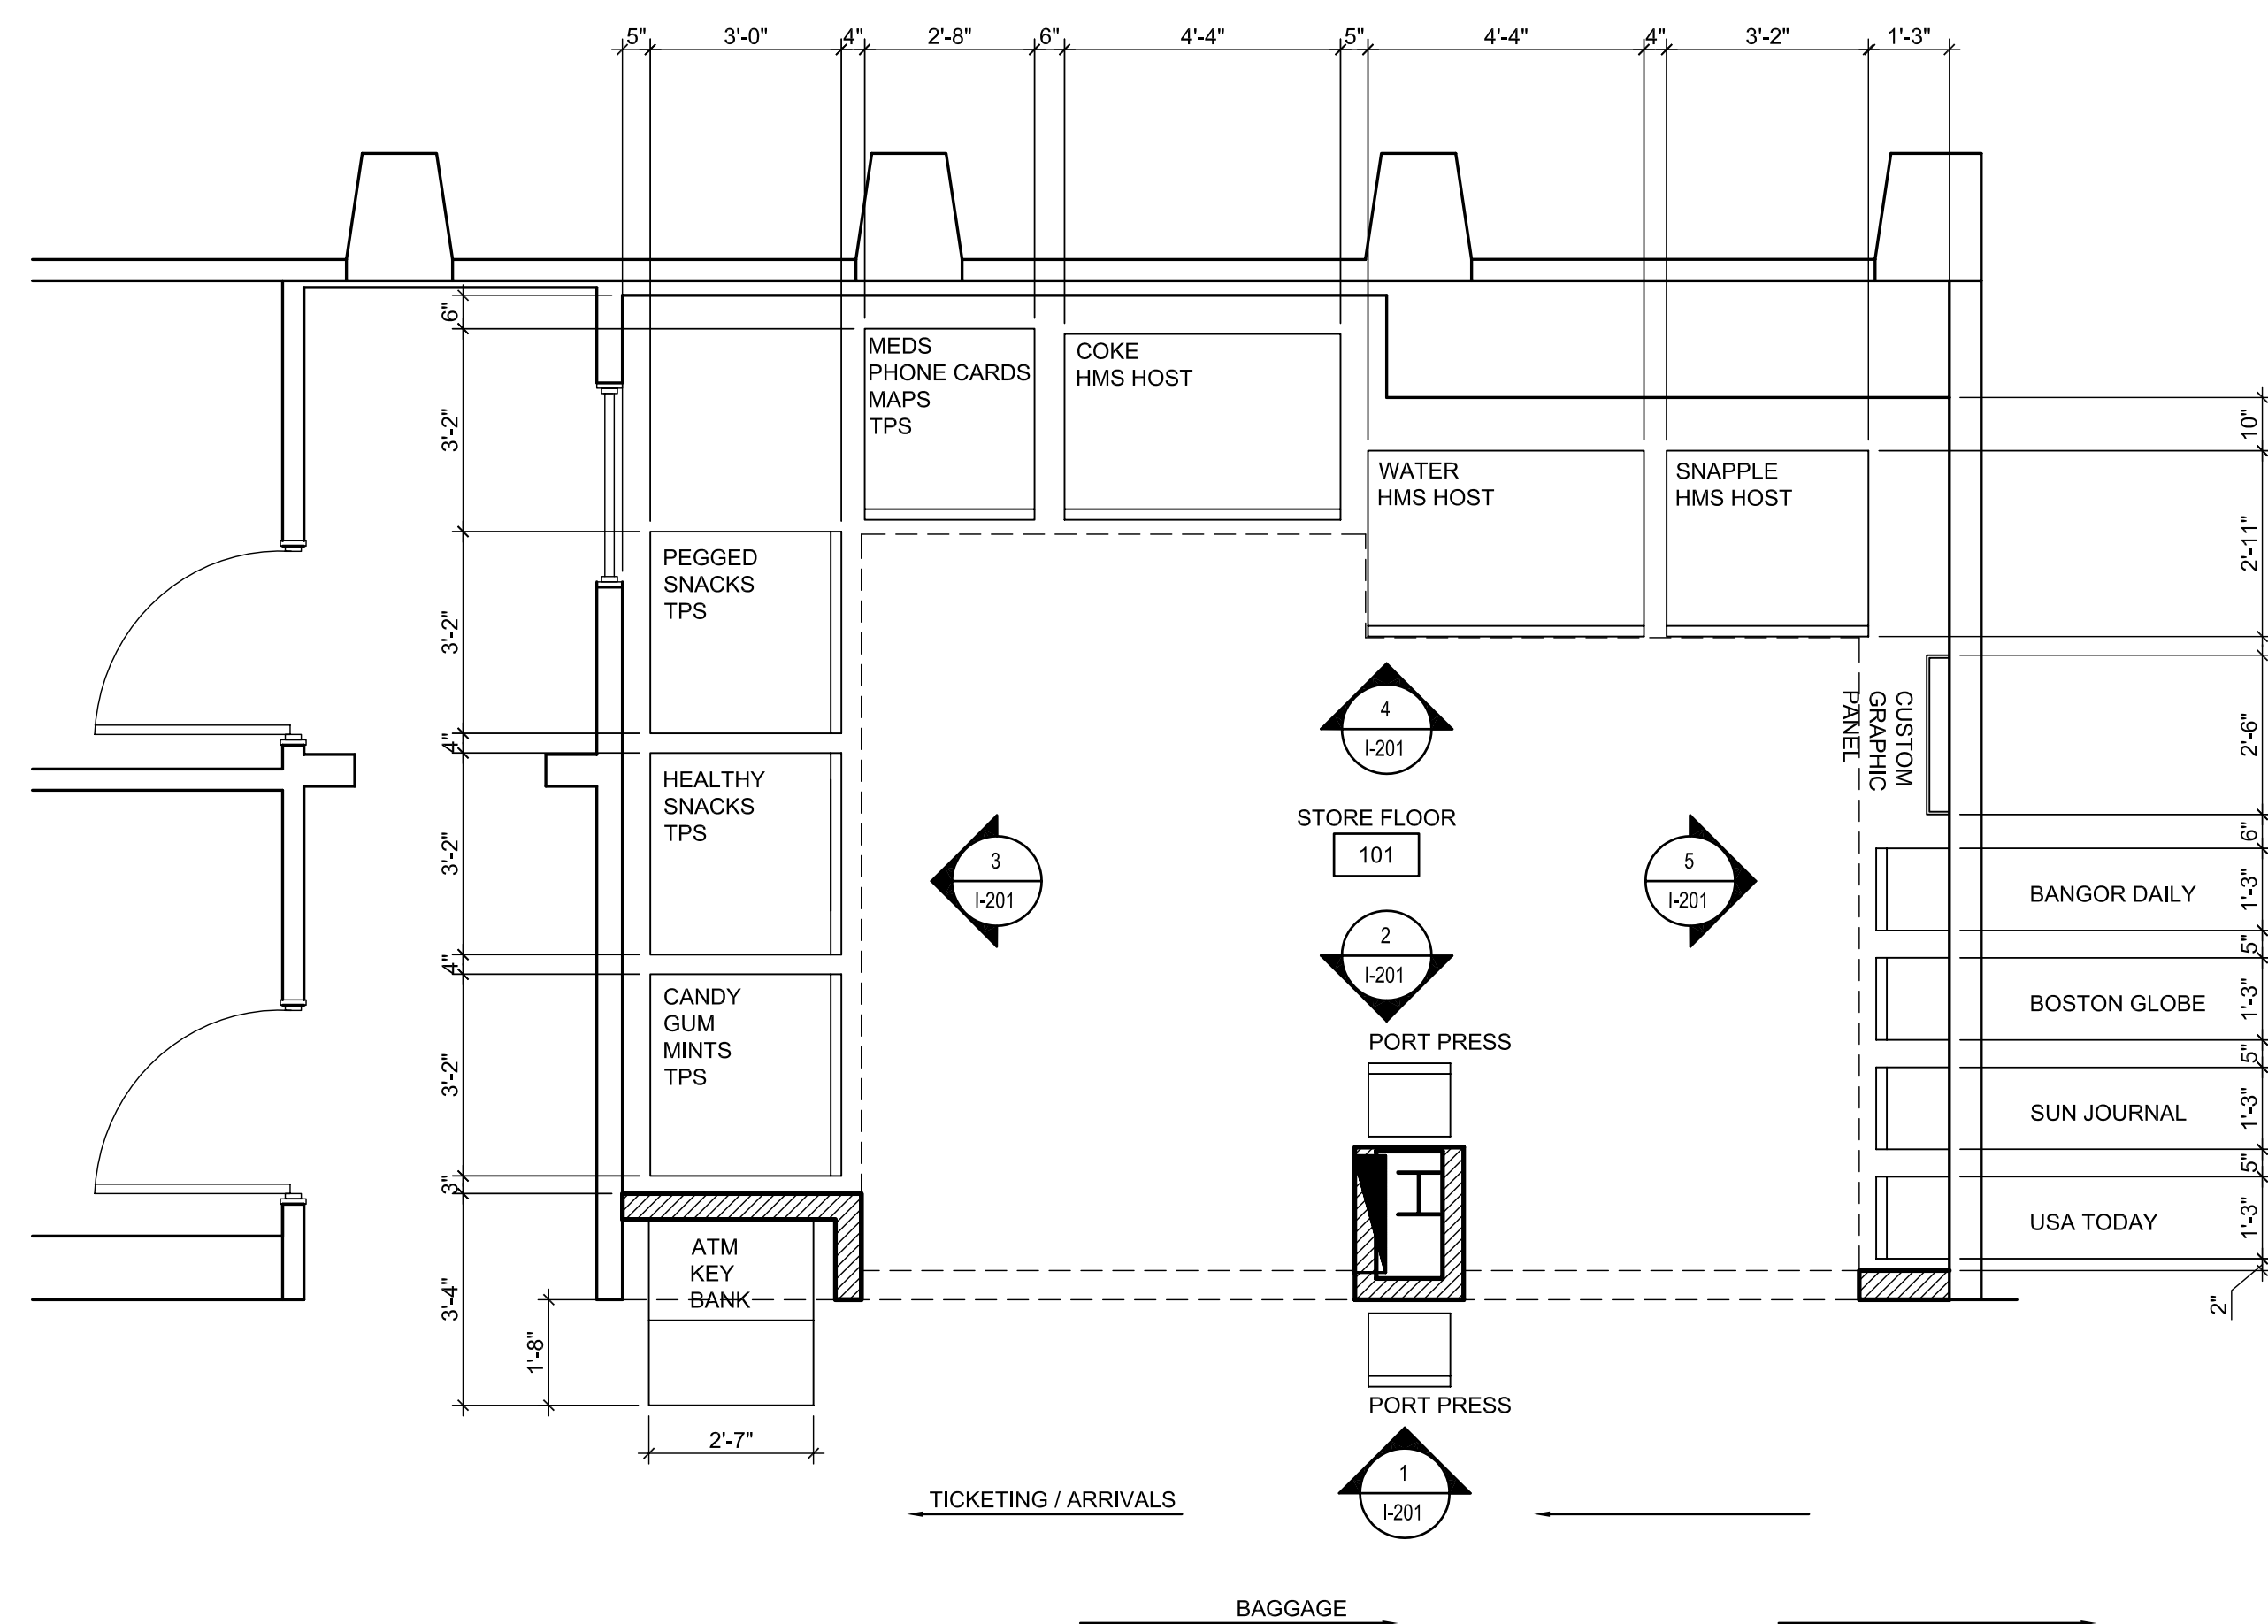 5" 3'-0" 4" 2'-8" 6" 4'-4" 5" 4'-4" 4" 3'-2" 1'-3"
6"
3'-2"
3'-2"
4"
3'-2"
4"
3'-2"
3"
3'-4"
1'-8"
2'-7"
MEDS
PHONE CARDS
MAPS
TPS
COKE
HMS HOST
WATER
HMS HOST
SNAPPLE
HMS HOST
PEGGED
SNACKS
TPS
HEALTHY
SNACKS
TPS
CANDY
GUM
MINTS
TPS
ATM
KEY
BANK
4
I-201
STORE FLOOR
101
3
I-201
5
I-201
2
I-201
PORT PRESS
PORT PRESS
1
I-201
CUSTOM
GRAPHIC
PANEL
BANGOR DAILY
BOSTON GLOBE
SUN JOURNAL
USA TODAY
10"
2'-11"
2'-6"
6"
1'-3"
5"
1'-3"
5"
1'-3"
5"
1'-3"
2"
TICKETING / ARRIVALS
BAGGAGE